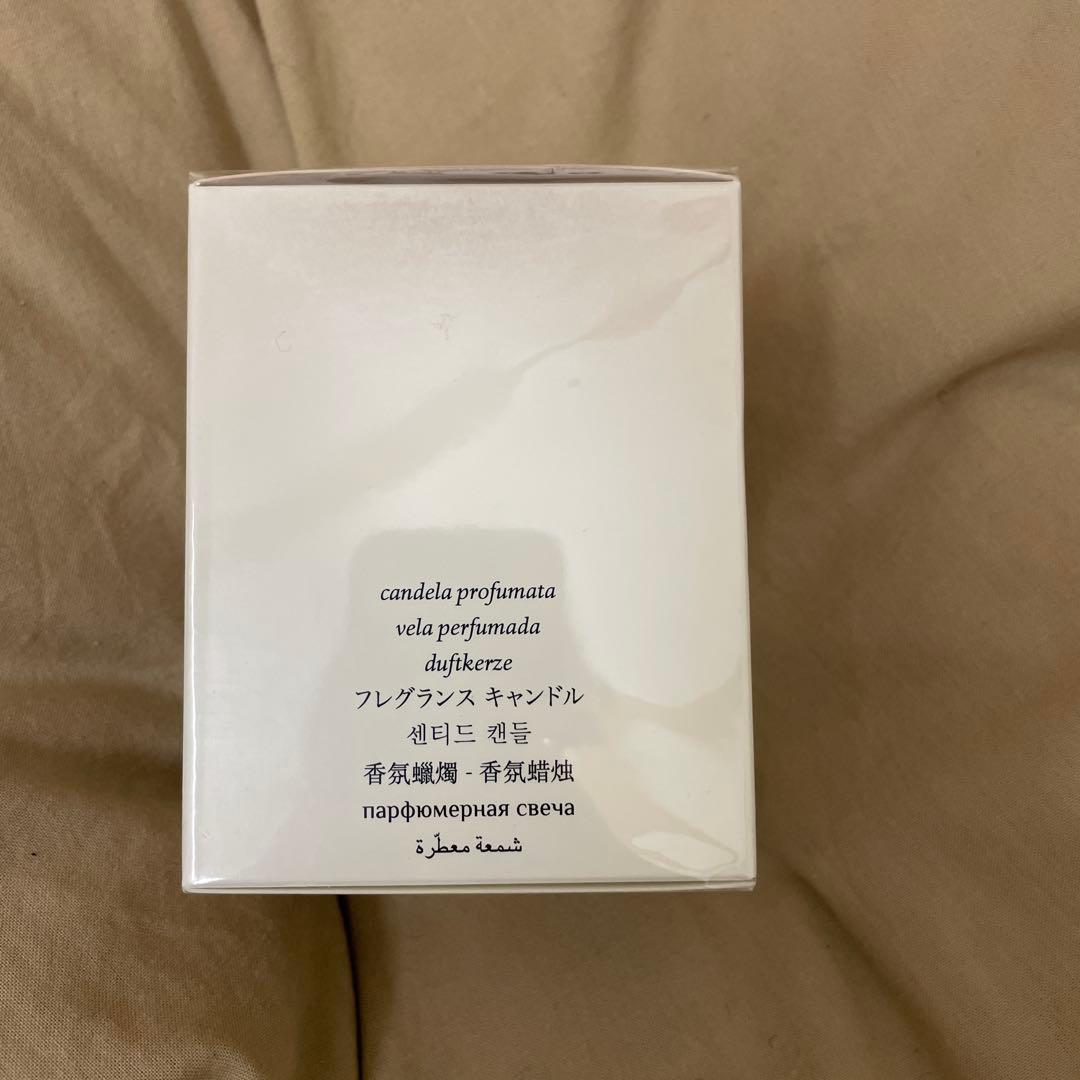 candela profumata
vela perfumada
duftkerze
フレグランス キャンドル
센티드 캔들
香氛蠟燭 - 香氛蜡烛
парфюмерная свеча
شمعة معطّرة